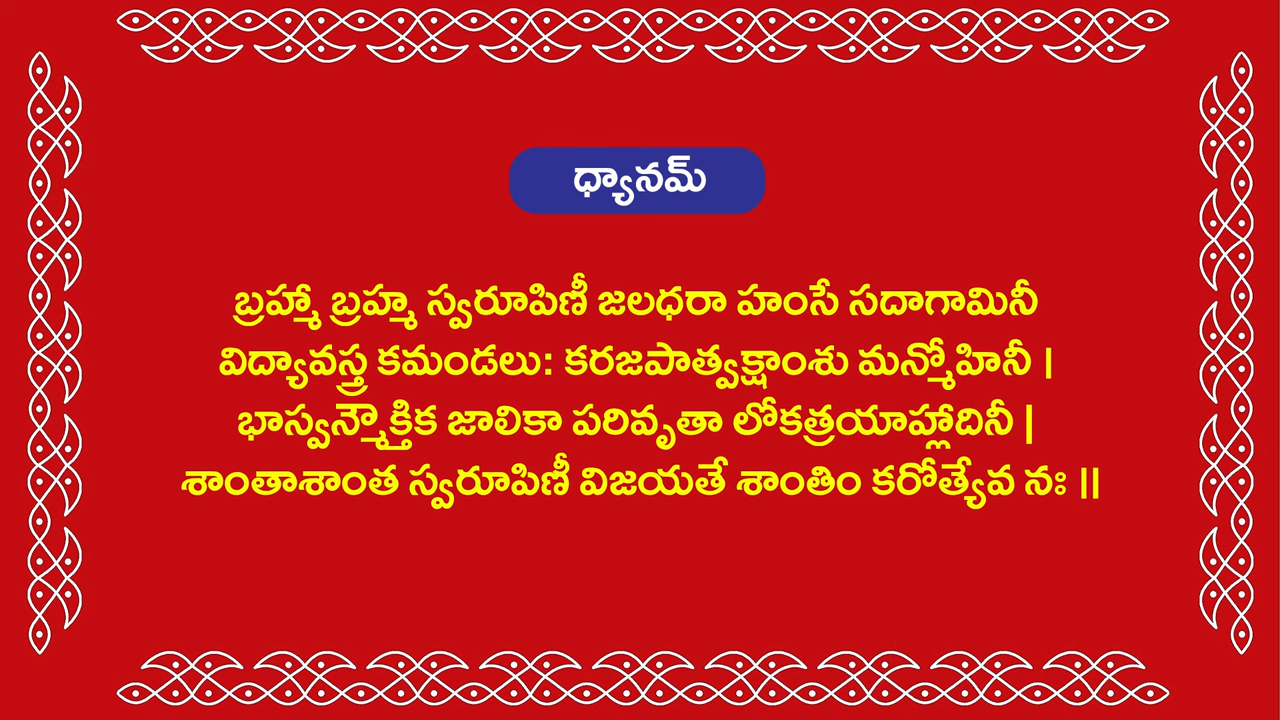 ధ్యానమ్
బ్రహ్మా బ్రహ్మ స్వరూపిణీ జలధరా హంసే సదాగామినీ
విద్యావస్త్ర కమండలు: కరజపాత్వక్షాంశు మన్మోహినీ |
భాస్వన్మౌక్తిక జాలికా పరివృతా లోకత్రయాహ్లాదినీ |
శాంతాశాంత స్వరూపిణీ విజయతే శాంతిం కరోత్యేవ నః ||